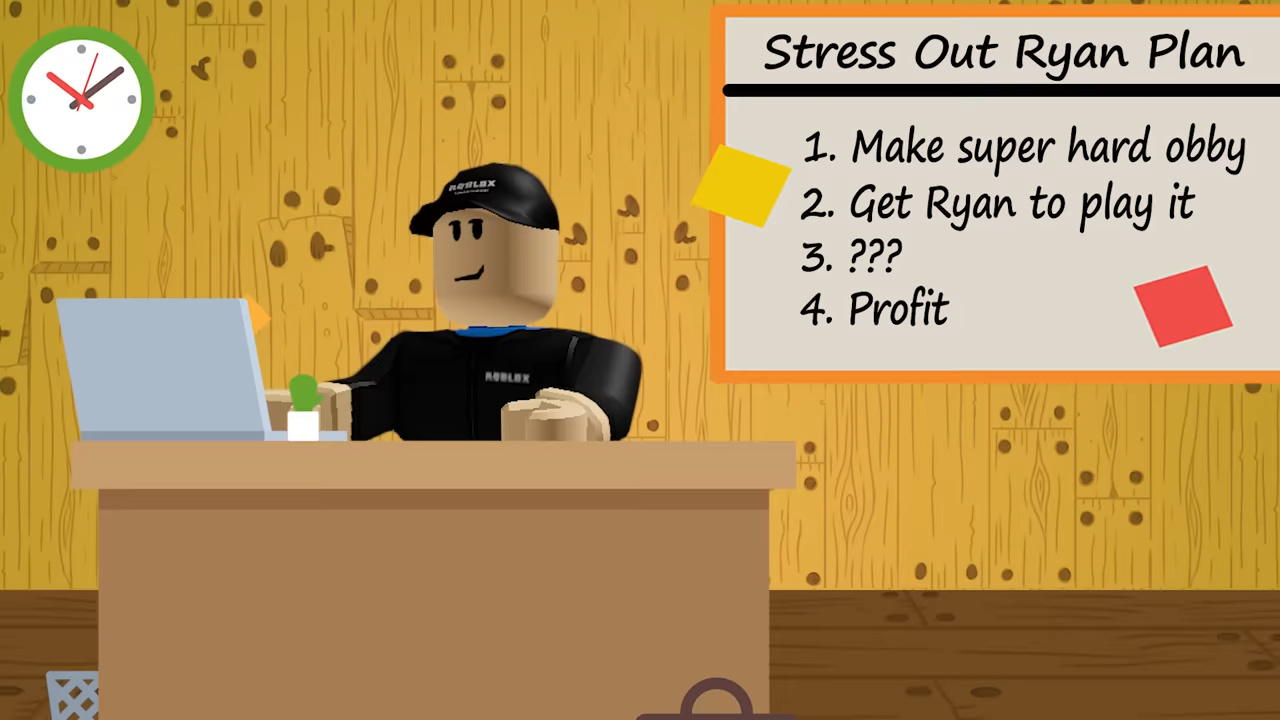 Stress Out Ryan Plan
1. Make super hard obby
2. Get Ryan to play it
3. ???
4. Profit
ROBLOX
ROBLOX